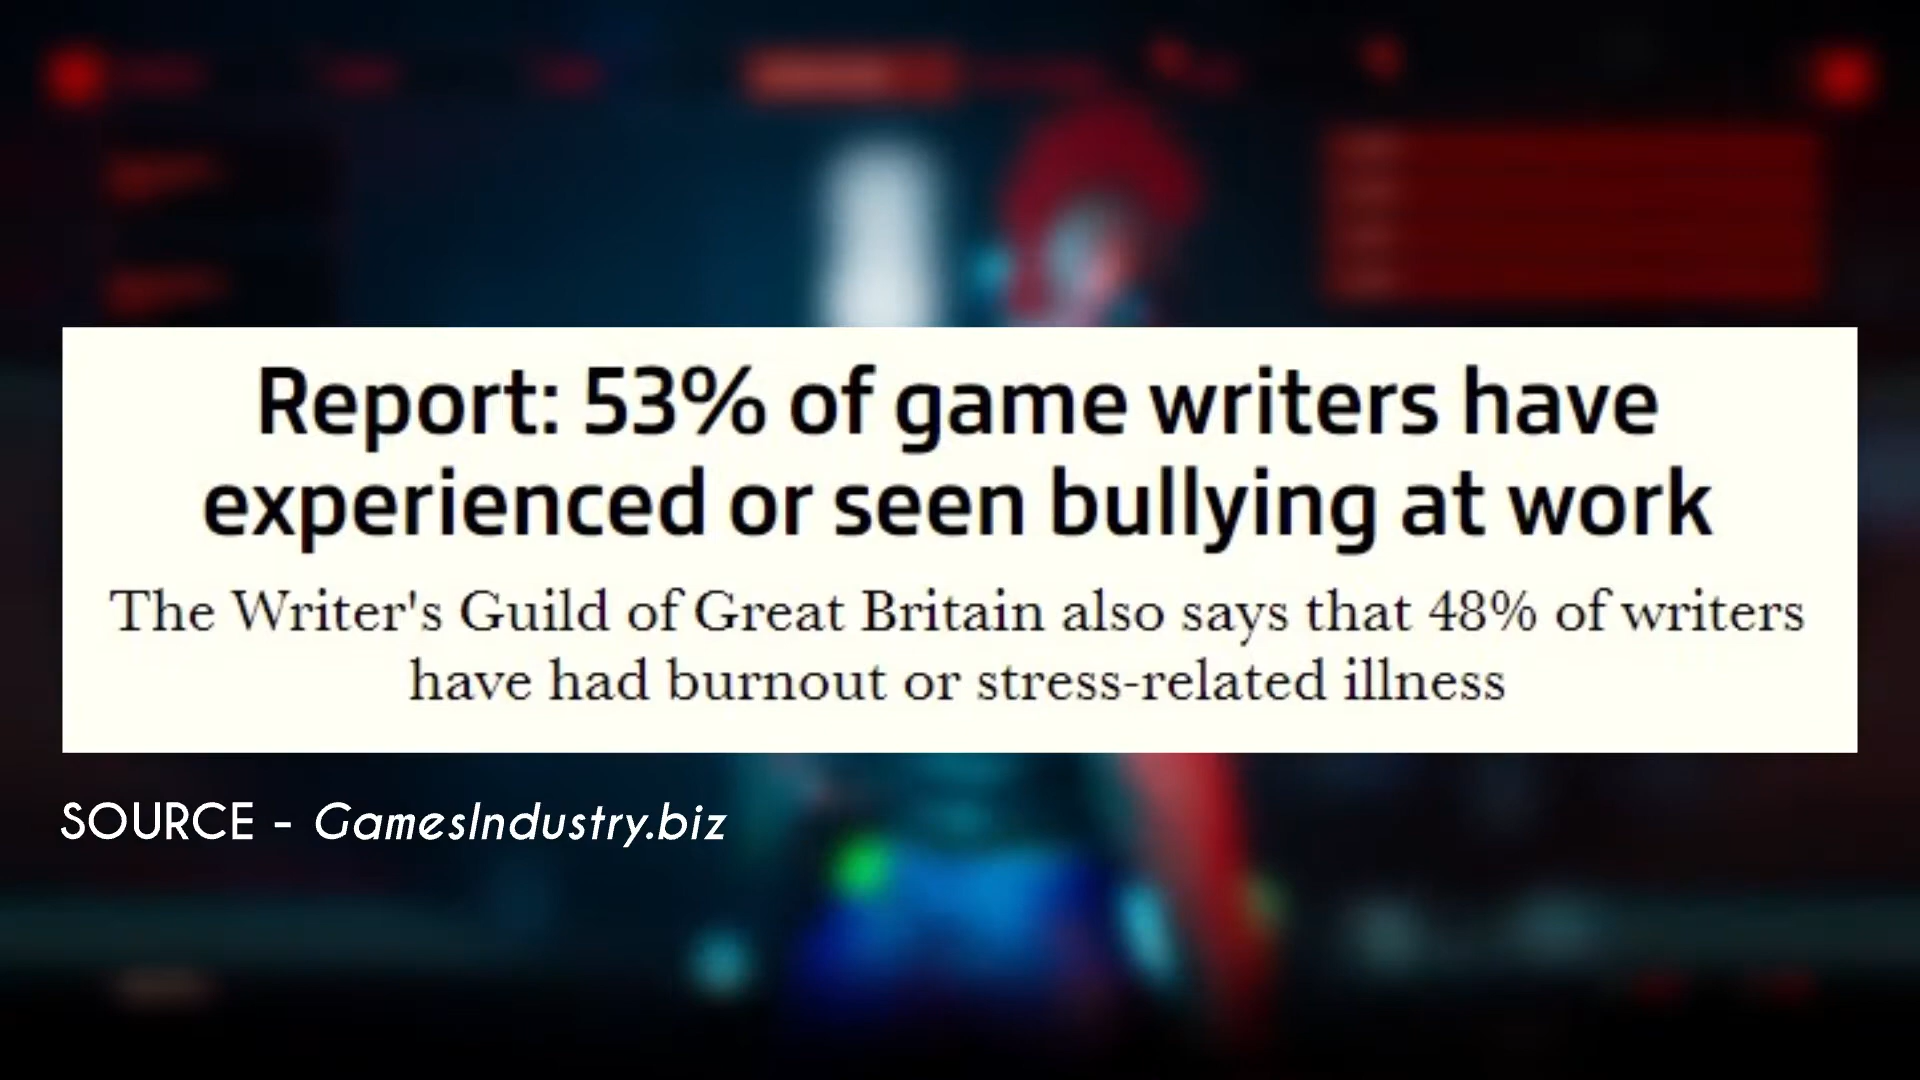 Report: 53% of game writers have
experienced or seen bullying at work
The Writer's Guild of Great Britain also says that 48% of writers
have had burnout or stress-related illness
SOURCE - GamesIndustry.biz